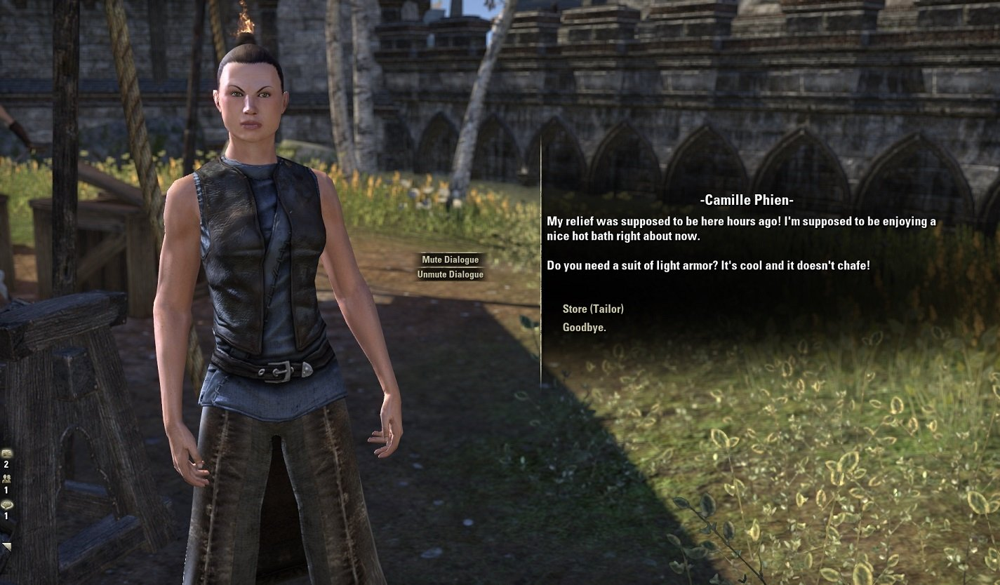 -Camille Phien-
My relief was supposed to be here hours ago! I'm supposed to be enjoying a
nice hot bath right about now.
Do you need a suit of light armor? It's cool and it doesn't chafe!
Mute Dialogue
Unmute Dialogue
Store (Tailor)
Goodbye.
2
1
1